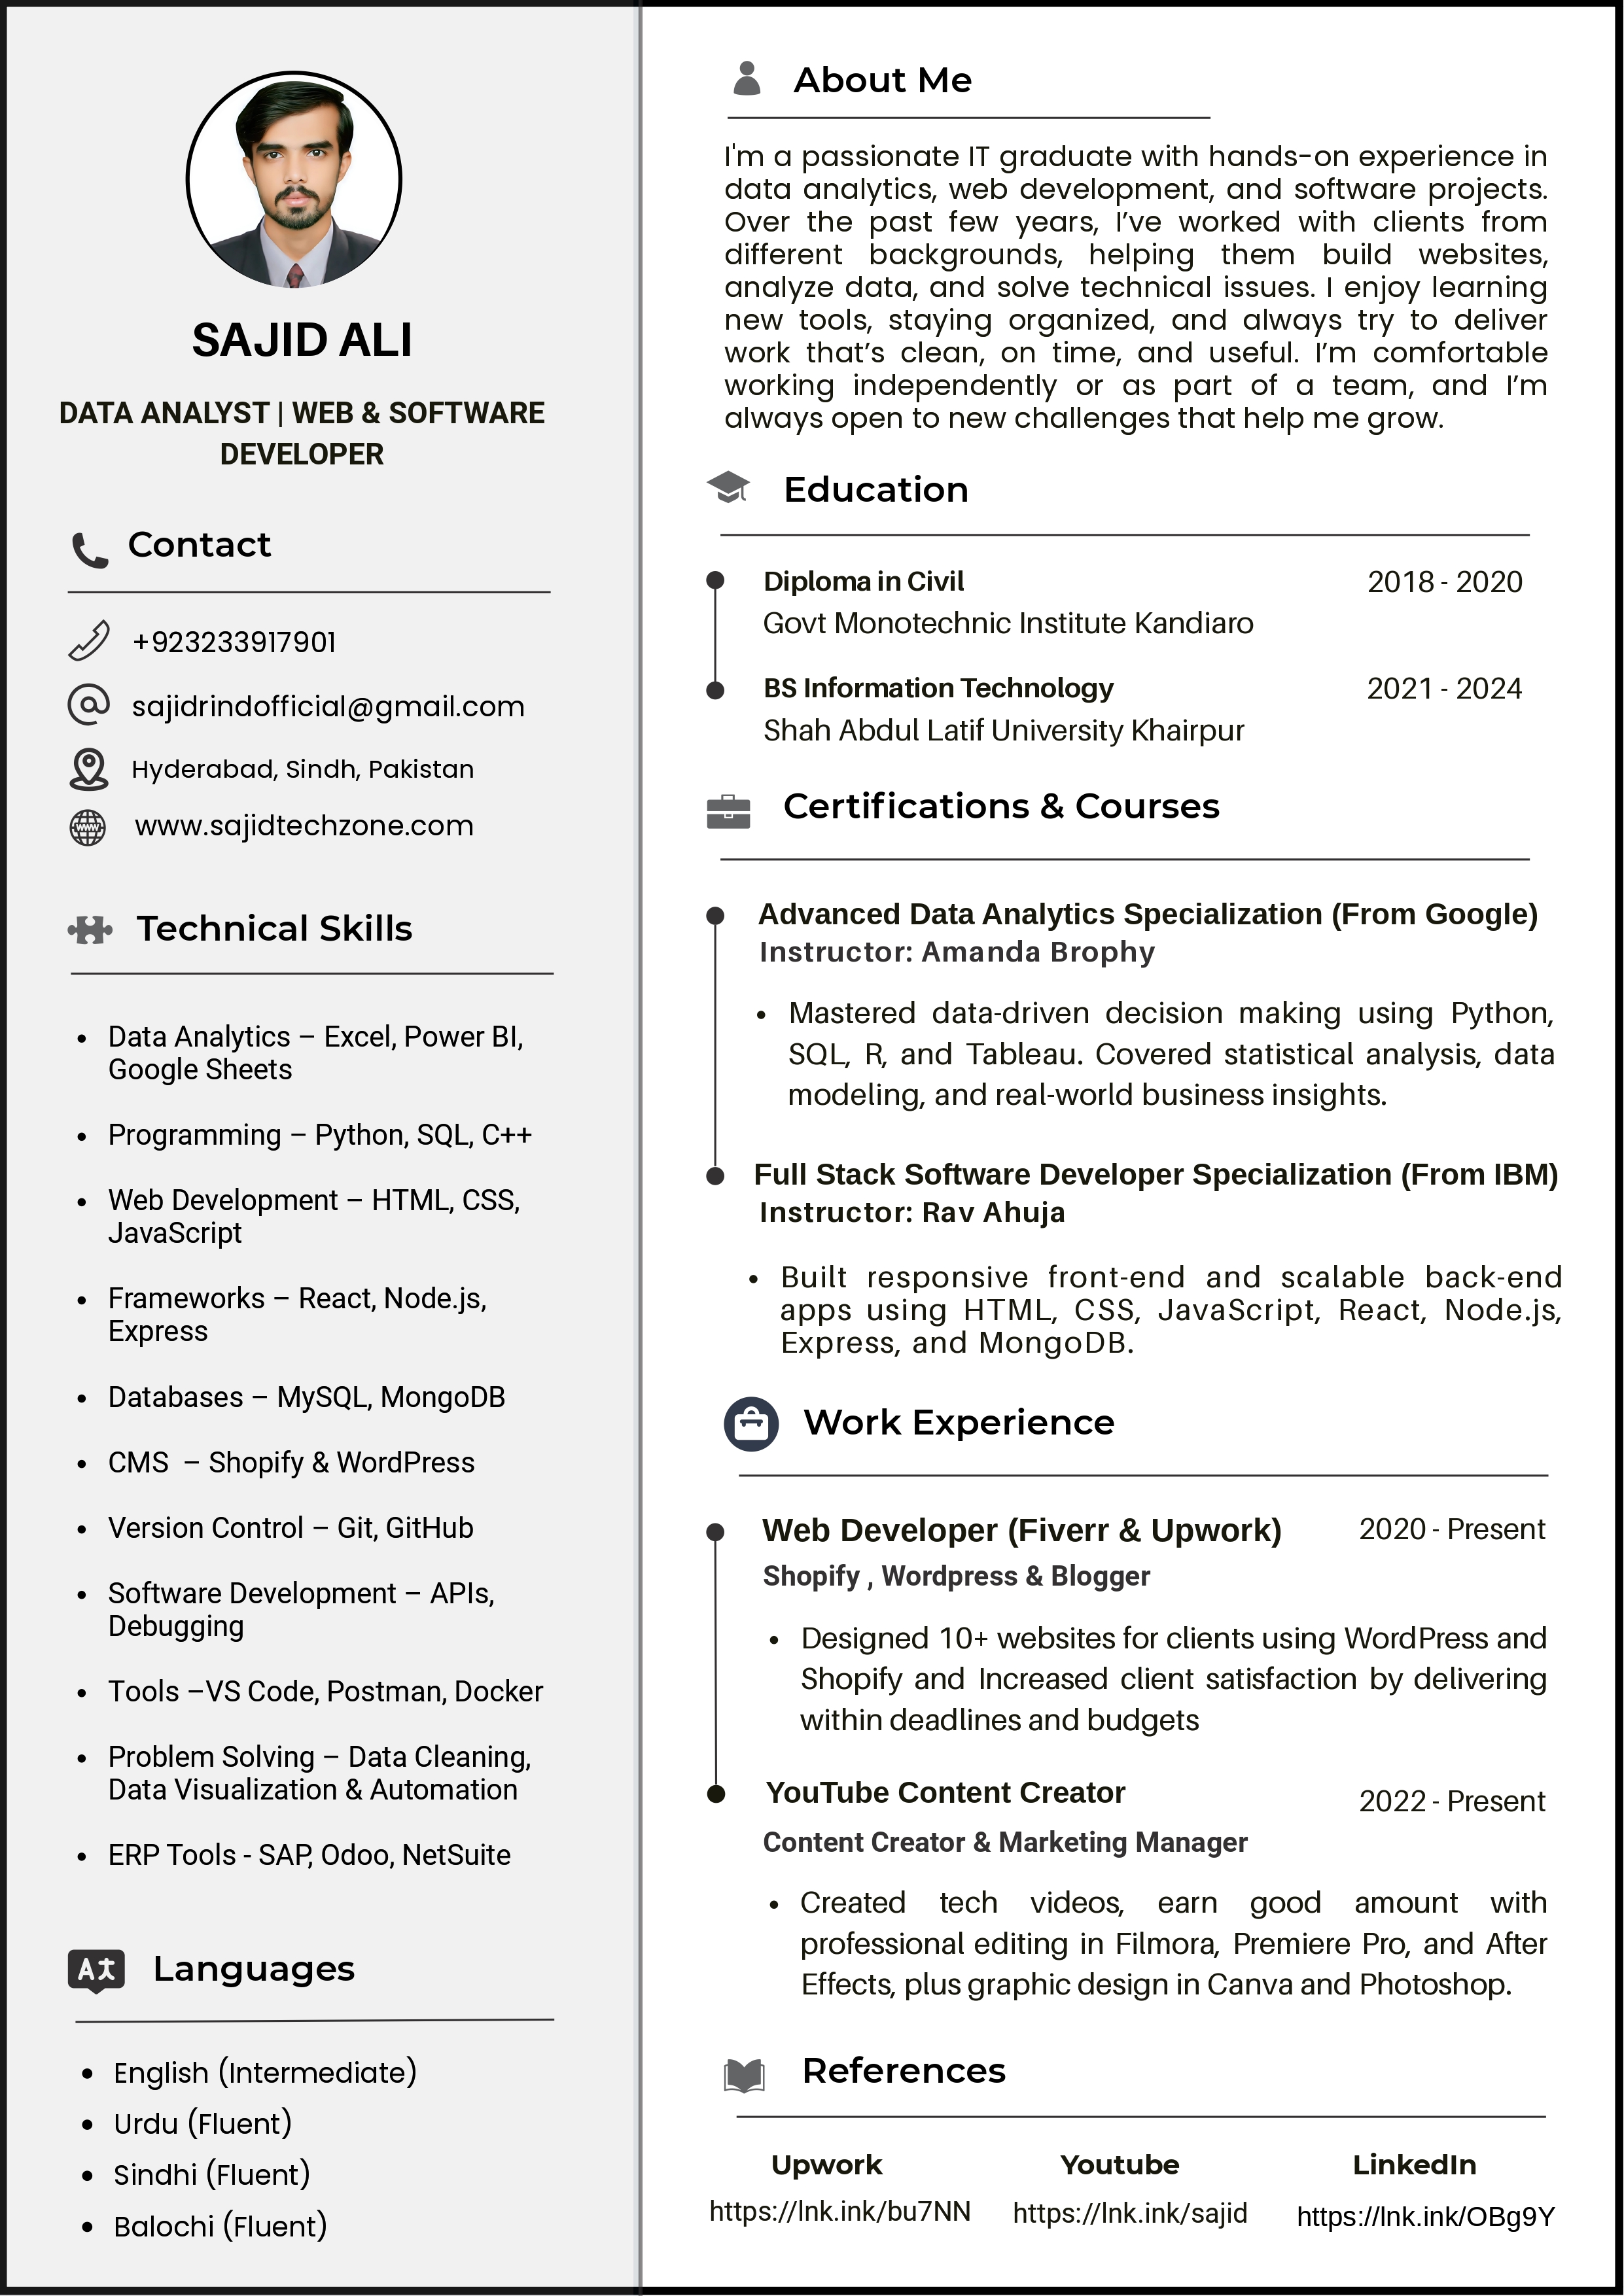 SAJID ALI
DATA ANALYST | WEB & SOFTWARE
DEVELOPER
Contact
+923233917901
sajidrindofficial@gmail.com
Hyderabad, Sindh, Pakistan
www.sajidtechzone.com
Technical Skills
• Data Analytics – Excel, Power BI,
Google Sheets
• Programming – Python, SQL, C++
• Web Development – HTML, CSS,
JavaScript
• Frameworks – React, Node.js,
Express
• Databases – MySQL, MongoDB
• CMS – Shopify & WordPress
• Version Control – Git, GitHub
• Software Development – APIs,
Debugging
• Tools –VS Code, Postman, Docker
• Problem Solving – Data Cleaning,
Data Visualization & Automation
• ERP Tools - SAP, Odoo, NetSuite
Languages
• English (Intermediate)
• Urdu (Fluent)
• Sindhi (Fluent)
• Balochi (Fluent)
About Me
I'm a passionate IT graduate with hands-on experience in
data analytics, web development, and software projects.
Over the past few years, I’ve worked with clients from
different backgrounds, helping them build websites,
analyze data, and solve technical issues. I enjoy learning
new tools, staying organized, and always try to deliver
work that’s clean, on time, and useful. I’m comfortable
working independently or as part of a team, and I’m
always open to new challenges that help me grow.
Education
Diploma in Civil 2018 - 2020
Govt Monotechnic Institute Kandiaro
BS Information Technology 2021 - 2024
Shah Abdul Latif University Khairpur
Certifications & Courses
Advanced Data Analytics Specialization (From Google)
Instructor: Amanda Brophy
• Mastered data-driven decision making using Python,
SQL, R, and Tableau. Covered statistical analysis, data
modeling, and real-world business insights.
Full Stack Software Developer Specialization (From IBM)
Instructor: Rav Ahuja
• Built responsive front-end and scalable back-end
apps using HTML, CSS, JavaScript, React, Node.js,
Express, and MongoDB.
Work Experience
Web Developer (Fiverr & Upwork) 2020 - Present
Shopify , Wordpress & Blogger
• Designed 10+ websites for clients using WordPress and
Shopify and Increased client satisfaction by delivering
within deadlines and budgets
YouTube Content Creator 2022 - Present
Content Creator & Marketing Manager
• Created tech videos, earn good amount with
professional editing in Filmora, Premiere Pro, and After
Effects, plus graphic design in Canva and Photoshop.
References
Upwork Youtube LinkedIn
https://lnk.ink/bu7NN https://lnk.ink/sajid https://lnk.ink/OBg9Y